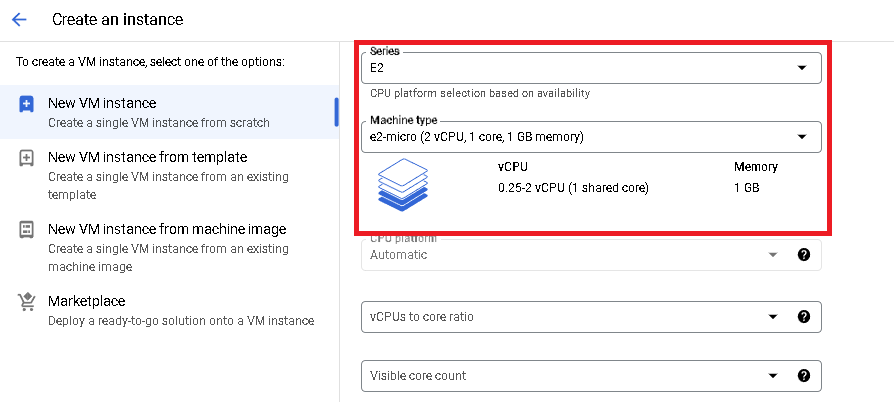 Create an instance
To create a VM instance, select one of the options:
New VM instance
Create a single VM instance from scratch
New VM instance from template
Create a single VM instance from an existing
template
New VM instance from machine image
Create a single VM instance from an existing
machine image
Marketplace
Deploy a ready-to-go solution onto a VM instance
Series
E2
CPU platform selection based on availability
Machine type
e2-micro (2 vCPU, 1 core, 1 GB memory)
vCPU Memory
0.25-2 vCPU (1 shared core) 1 GB
CPU platform
Automatic
vCPUs to core ratio
Visible core count